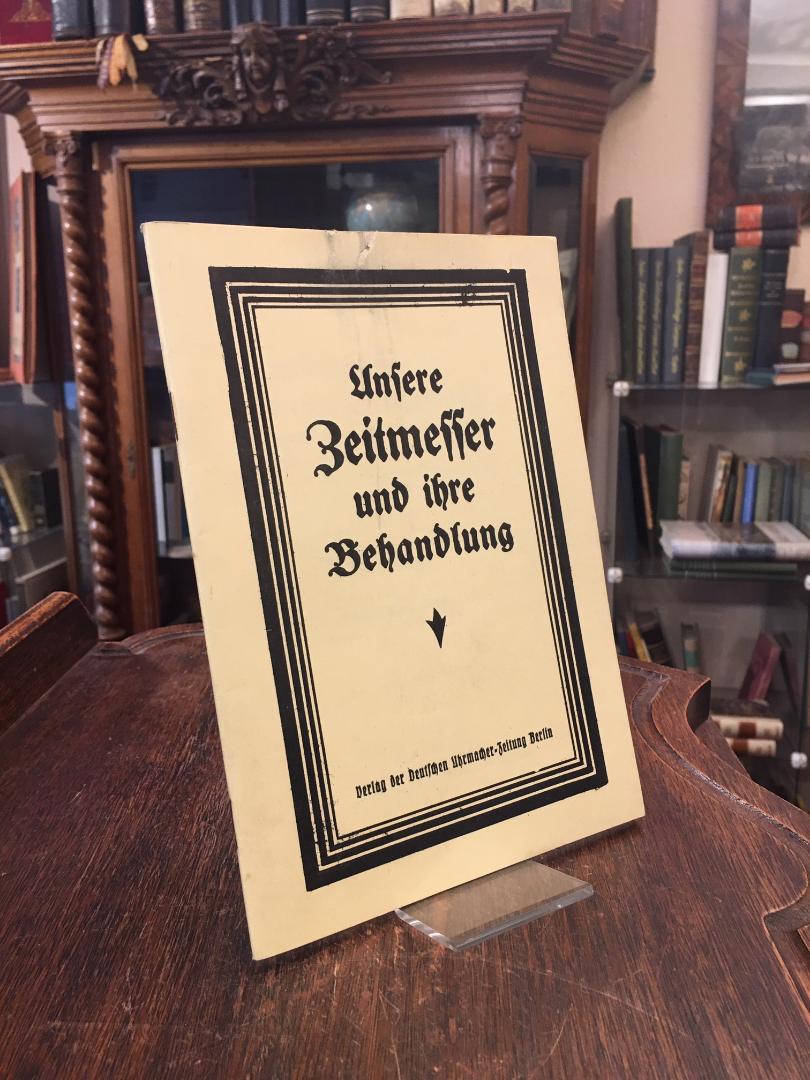 Unſere
Zeitmeſſer
und ihre
Behandlung
Verlag der Deutſchen Uhrmacher-Zeitung Berlin